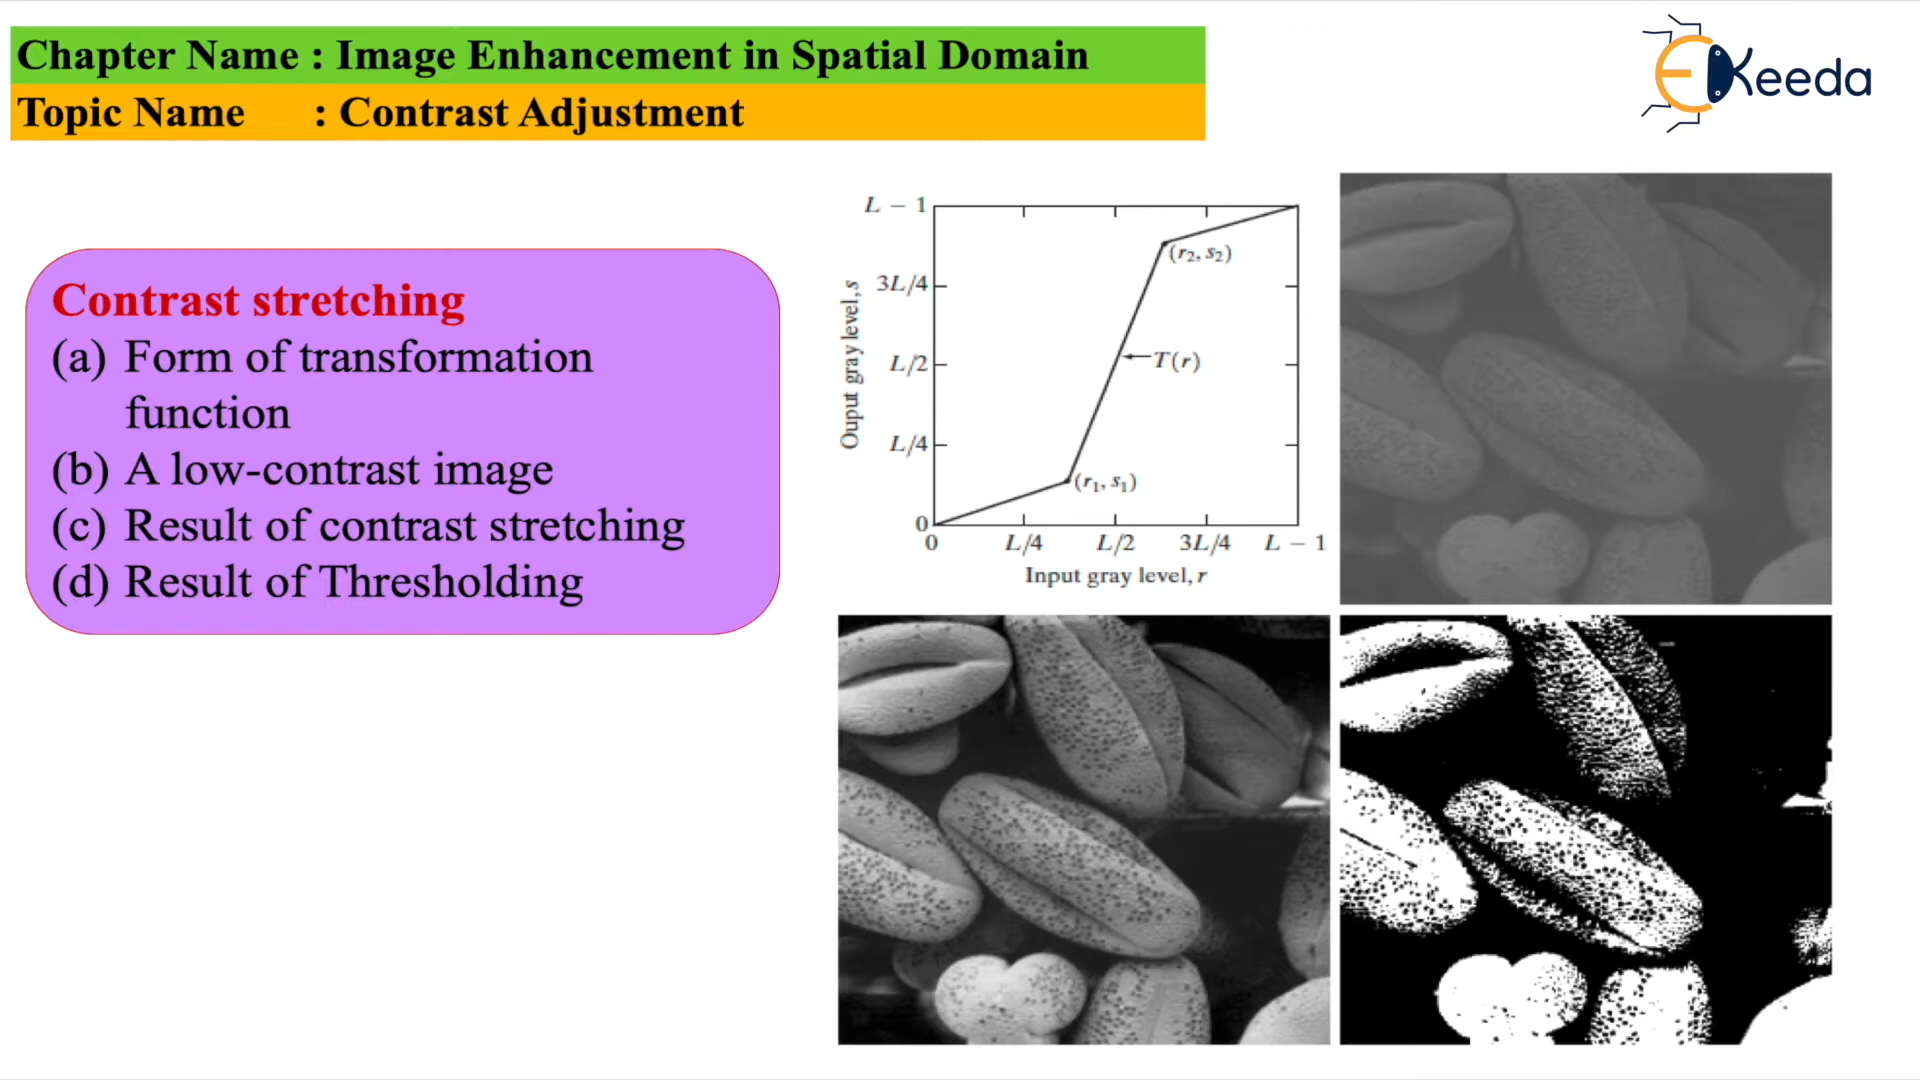 Chapter Name : Image Enhancement in Spatial Domain
Topic Name : Contrast Adjustment
EKeeda
Contrast stretching
(a) Form of transformation
function
(b) A low-contrast image
(c) Result of contrast stretching
(d) Result of Thresholding
L − 1
3L/4
L/2
L/4
0
Ouput gray level, s
(r2, s2)
T(r)
(r1, s1)
0 L/4 L/2 3L/4 L − 1
Input gray level, r